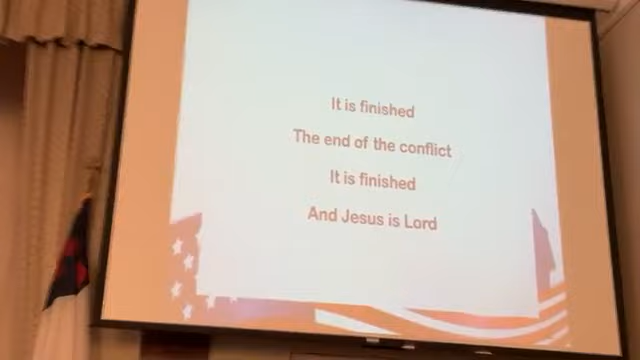 It is finished
The end of the conflict
It is finished
And Jesus is Lord